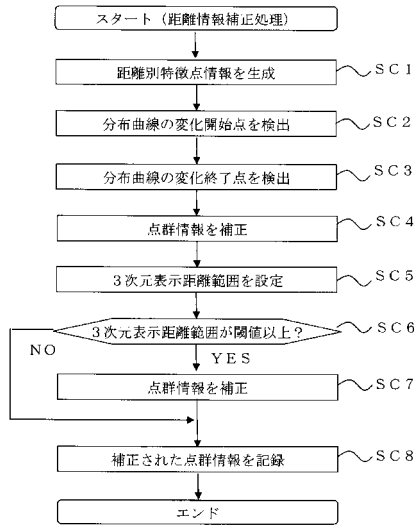 スタート（距離情報補正処理）
距離別特徴点情報を生成 ＳＣ１
分布曲線の変化開始点を検出 ＳＣ２
分布曲線の変化終了点を検出 ＳＣ３
点群情報を補正 ＳＣ４
３次元表示距離範囲を設定 ＳＣ５
３次元表示距離範囲が閾値以上？ ＳＣ６
ＮＯ ＹＥＳ
点群情報を補正 ＳＣ７
補正された点群情報を記録 ＳＣ８
エンド